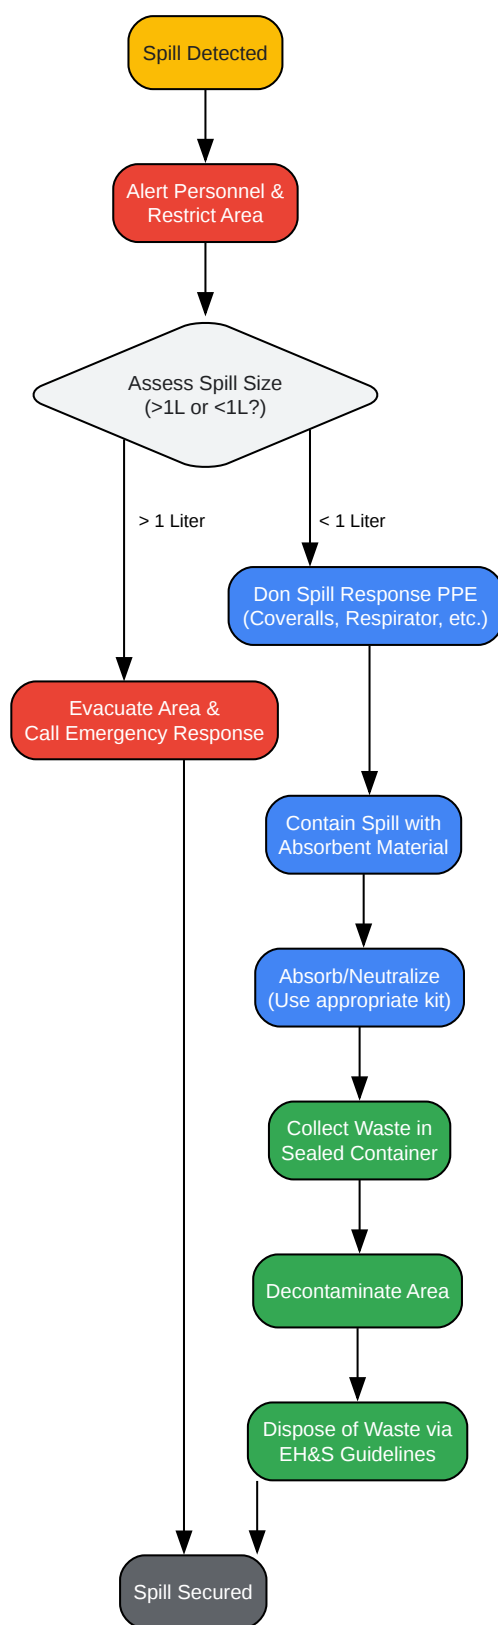 Spill Detected
Alert Personnel &
Restrict Area
Assess Spill Size
(>1L or <1L?)
> 1 Liter
< 1 Liter
Don Spill Response PPE
(Coveralls, Respirator, etc.)
Evacuate Area &
Call Emergency Response
Contain Spill with
Absorbent Material
Absorb/Neutralize
(Use appropriate kit)
Collect Waste in
Sealed Container
Decontaminate Area
Dispose of Waste via
EH&S Guidelines
Spill Secured